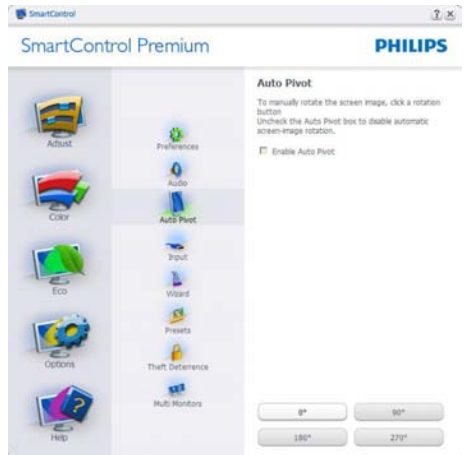 SmartControl
SmartControl Premium
PHILIPS
Adjust
Color
Eco
Options
Help
Preferences
Audio
Auto Pivot
Input
Wizard
Presets
Theft Deterrence
Multi Monitors
Auto Pivot
To manually rotate the screen image, click a rotation
button
Uncheck the Auto Pivot box to disable automatic
screen-image rotation.
Enable Auto Pivot
0°
90°
180°
270°